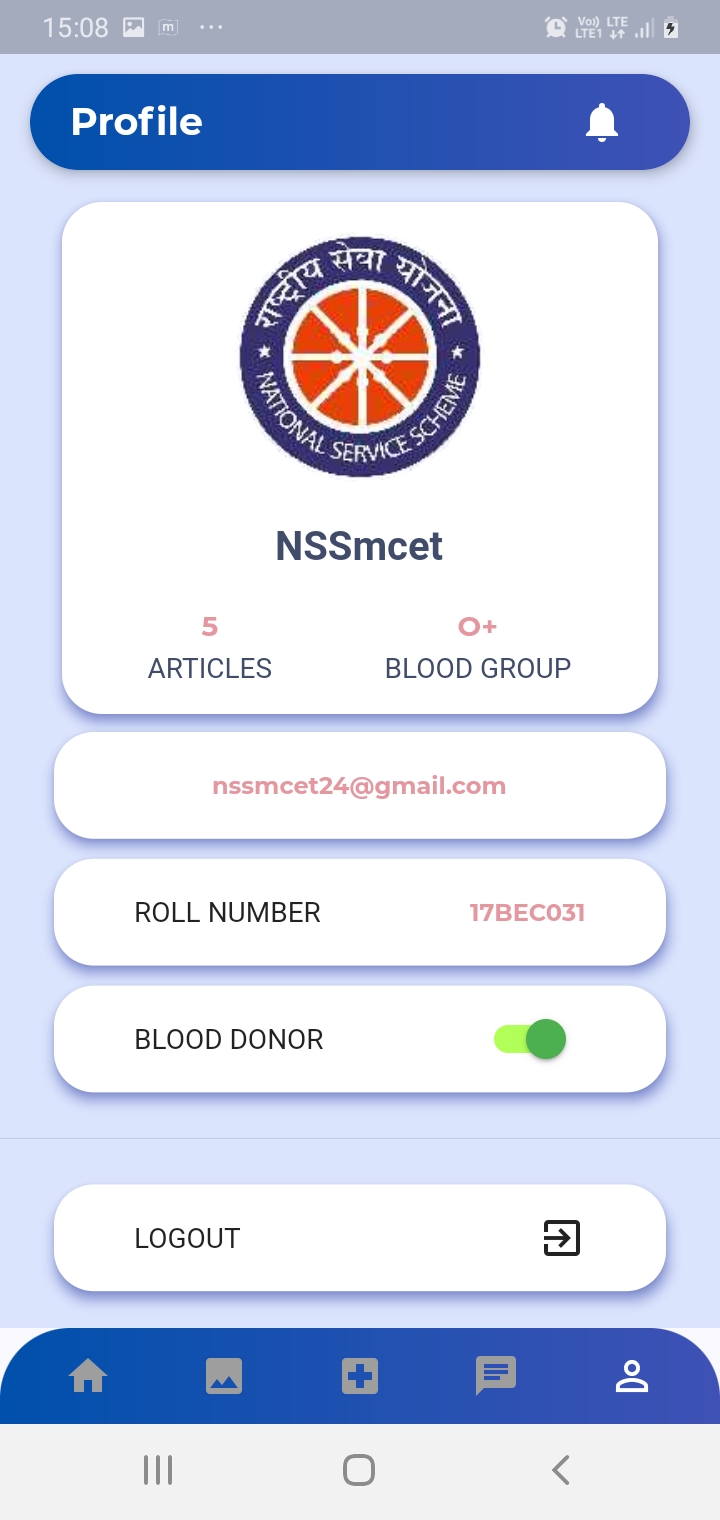 15:08
m
Vo)) LTE
LTE1
Profile
राष्ट्रीय सेवा योजना
NATIONAL SERVICE SCHEME
NSSmcet
5
O+
ARTICLES
BLOOD GROUP
nssmcet24@gmail.com
ROLL NUMBER
17BEC031
BLOOD DONOR
LOGOUT